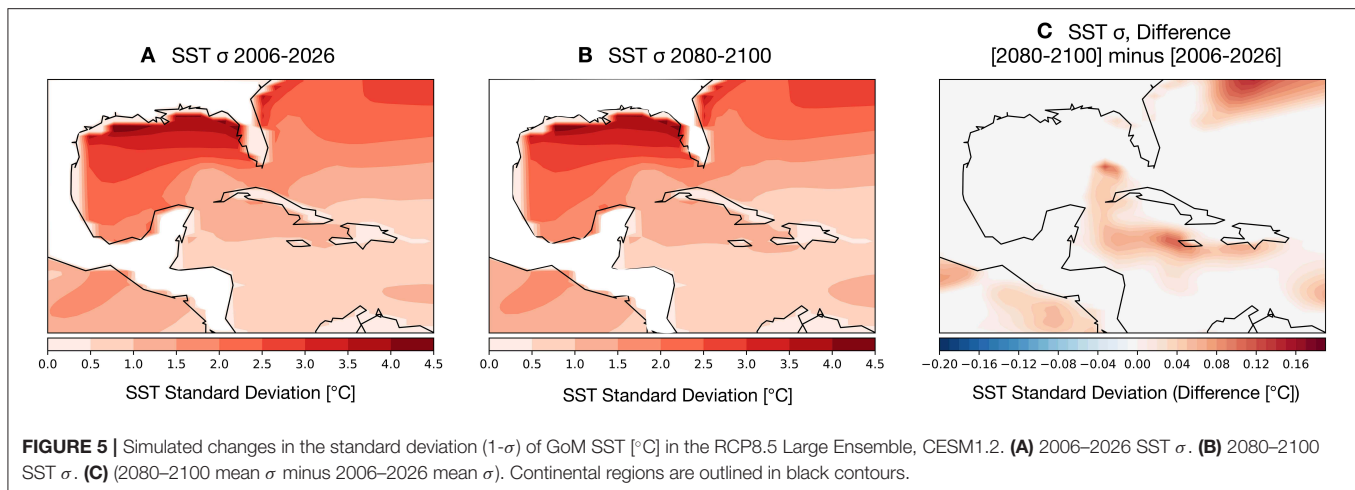 A SST σ 2006–2026
B SST σ 2080-2100
C SST σ, Difference
[2080-2100] minus [2006-2026]
0.0 0.5 1.0 1.5 2.0 2.5 3.0 3.5 4.0 4.5
SST Standard Deviation [°C]
0.0 0.5 1.0 1.5 2.0 2.5 3.0 3.5 4.0 4.5
SST Standard Deviation [°C]
−0.20 −0.16 −0.12 −0.08 −0.04 0.00 0.04 0.08 0.12 0.16
SST Standard Deviation (Difference [°C])
FIGURE 5 | Simulated changes in the standard deviation (1-σ) of GoM SST [°C] in the RCP8.5 Large Ensemble, CESM1.2. (A) 2006–2026 SST σ. (B) 2080–2100
SST σ. (C) (2080–2100 mean σ minus 2006–2026 mean σ). Continental regions are outlined in black contours.